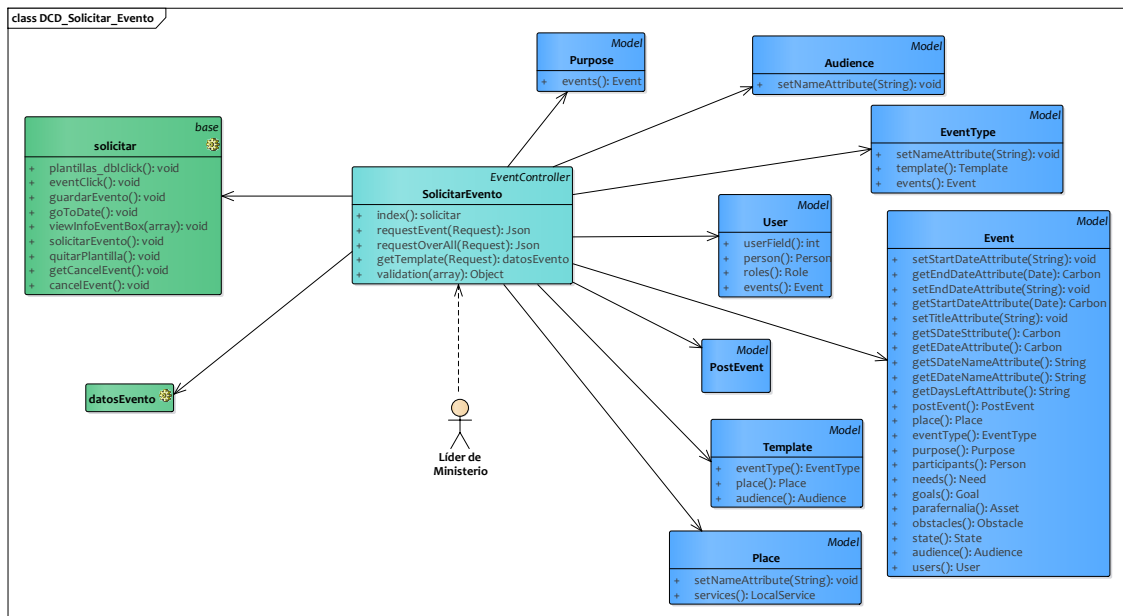 class DCD_Solicitar_Evento
Model
Purpose
+ events(): Event
Model
Audience
+ setNameAttribute(String): void
Model
EventType
+ setNameAttribute(String): void
+ template(): Template
+ events(): Event
base
solicitar
+ plantillas_dblclick(): void
+ eventClick(): void
+ guardarEvento(): void
+ goToDate(): void
+ viewInfoEventBox(array): void
+ solicitarEvento(): void
+ quitarPlantilla(): void
+ getCancelEvent(): void
+ cancelEvent(): void
EventController
SolicitarEvento
+ index(): solicitar
+ requestEvent(Request): Json
+ requestOverAll(Request): Json
+ getTemplate(Request): datosEvento
+ validation(array): Object
Model
User
+ userField(): int
+ person(): Person
+ roles(): Role
+ events(): Event
Model
Event
+ setStartDateAttribute(String): void
+ getEndDateAttribute(Date): Carbon
+ setEndDateAttribute(String): void
+ getStartDateAttribute(Date): Carbon
+ setTitleAttribute(String): void
+ getSDateSttribute(): Carbon
+ getEDateAttribute(): Carbon
+ getSDateNameAttribute(): String
+ getEDateNameAttribute(): String
+ getDaysLeftAttribute(): String
+ postEvent(): PostEvent
+ place(): Place
+ eventType(): EventType
+ purpose(): Purpose
+ participants(): Person
+ needs(): Need
+ goals(): Goal
+ parafernalia(): Asset
+ obstacles(): Obstacle
+ state(): State
+ audience(): Audience
+ users(): User
Model
PostEvent
datosEvento
Líder de
Ministerio
Model
Template
+ eventType(): EventType
+ place(): Place
+ audience(): Audience
Model
Place
+ setNameAttribute(String): void
+ services(): LocalService